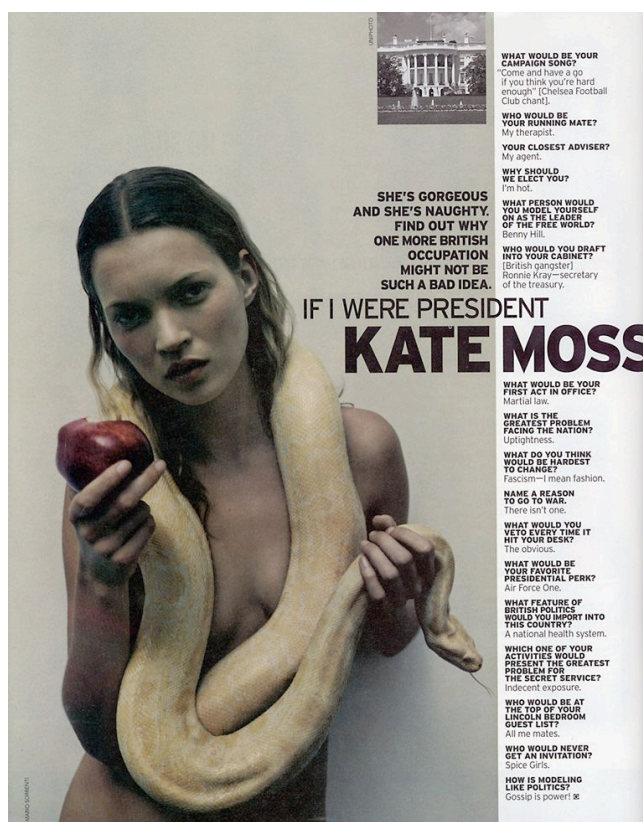 UNIPHOTO
SHE'S GORGEOUS
AND SHE'S NAUGHTY.
FIND OUT WHY
ONE MORE BRITISH
OCCUPATION
MIGHT NOT BE
SUCH A BAD IDEA.
IF I WERE PRESIDENT
KATE MOSS
WHAT WOULD BE YOUR
CAMPAIGN SONG?
"Come and have a go
if you think you're hard
enough" [Chelsea Football
Club chant].
WHO WOULD BE
YOUR RUNNING MATE?
My therapist.
YOUR CLOSEST ADVISER?
My agent.
WHY SHOULD
WE ELECT YOU?
I'm hot.
WHAT PERSON WOULD
YOU MODEL YOURSELF
ON AS THE LEADER
OF THE FREE WORLD?
Benny Hill.
WHO WOULD YOU DRAFT
INTO YOUR CABINET?
[British gangster]
Ronnie Kray—secretary
of the treasury.
WHAT WOULD BE YOUR
FIRST ACT IN OFFICE?
Martial law.
WHAT IS THE
GREATEST PROBLEM
FACING THE NATION?
Uptightness.
WHAT DO YOU THINK
WOULD BE HARDEST
TO CHANGE?
Fascism—I mean fashion.
NAME A REASON
TO GO TO WAR.
There isn't one.
WHAT WOULD YOU
VETO EVERY TIME IT
HIT YOUR DESK?
The obvious.
WHAT WOULD BE
YOUR FAVORITE
PRESIDENTIAL PERK?
Air Force One.
WHAT FEATURE OF
BRITISH POLITICS
WOULD YOU IMPORT INTO
THIS COUNTRY?
A national health system.
WHICH ONE OF YOUR
ACTIVITIES WOULD
PRESENT THE GREATEST
PROBLEM FOR
THE SECRET SERVICE?
Indecent exposure.
WHO WOULD BE AT
THE TOP OF YOUR
LINCOLN BEDROOM
GUEST LIST?
All me mates.
WHO WOULD NEVER
GET AN INVITATION?
Spice Girls.
HOW IS MODELING
LIKE POLITICS?
Gossip is power!
MARIO SORRENTI